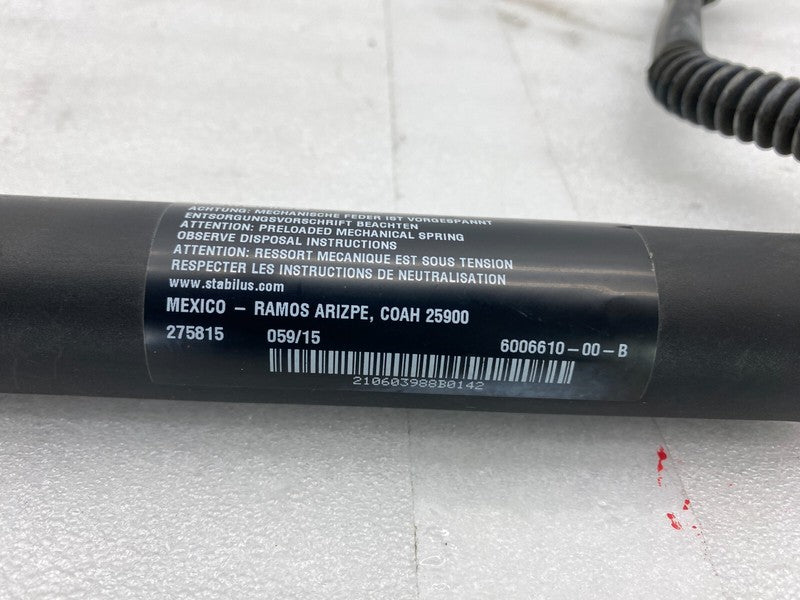 ACHTUNG: MECHANISCHE FEDER IST VORGESPANNT
ENTSORGUNGSVORSCHRIFT BEACHTEN
ATTENTION: PRELOADED MECHANICAL SPRING
OBSERVE DISPOSAL INSTRUCTIONS
ATTENTION: RESSORT MECANIQUE EST SOUS TENSION
RESPECTER LES INSTRUCTIONS DE NEUTRALISATION
www.stabilus.com
MEXICO – RAMOS ARIZPE, COAH 25900
275815 059/15 6006610-00-B
210603988B0142